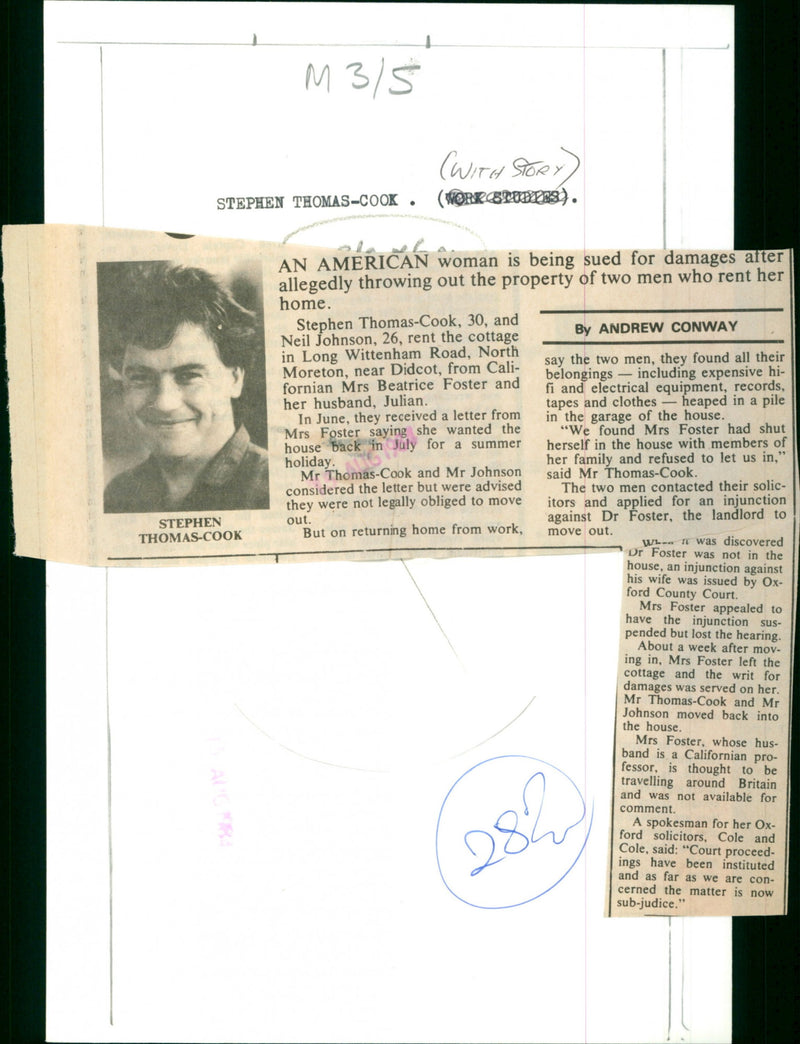 M 3/5
(WITH STORY)
STEPHEN THOMAS-COOK . (WORK STUDIES).
AN AMERICAN woman is being sued for damages after
allegedly throwing out the property of two men who rent her
home.
Stephen Thomas-Cook, 30, and
Neil Johnson, 26, rent the cottage
in Long Wittenham Road, North
Moreton, near Didcot, from Cali-
fornian Mrs Beatrice Foster and
her husband, Julian.
In June, they received a letter from
Mrs Foster saying she wanted the
house back in July for a summer
holiday.
Mr Thomas-Cook and Mr Johnson
considered the letter but were advised
they were not legally obliged to move
out.
But on returning home from work,
STEPHEN
THOMAS-COOK
By ANDREW CONWAY
say the two men, they found all their
belongings — including expensive hi-
fi and electrical equipment, records,
tapes and clothes — heaped in a pile
in the garage of the house.
"We found Mrs Foster had shut
herself in the house with members of
her family and refused to let us in,"
said Mr Thomas-Cook.
The two men contacted their solic-
itors and applied for an injunction
against Dr Foster, the landlord to
move out.
When it was discovered
Dr Foster was not in the
house, an injunction against
his wife was issued by Ox-
ford County Court.
Mrs Foster appealed to
have the injunction sus-
pended but lost the hearing.
About a week after mov-
ing in, Mrs Foster left the
cottage and the writ for
damages was served on her.
Mr Thomas-Cook and Mr
Johnson moved back into
the house.
Mrs Foster, whose hus-
band is a Californian pro-
fessor, is thought to be
travelling around Britain
and was not available for
comment.
A spokesman for her Ox-
ford solicitors, Cole and
Cole, said: "Court proceed-
ings have been instituted
and as far as we are con-
cerned the matter is now
sub-judice."
AUG 1984
AUG